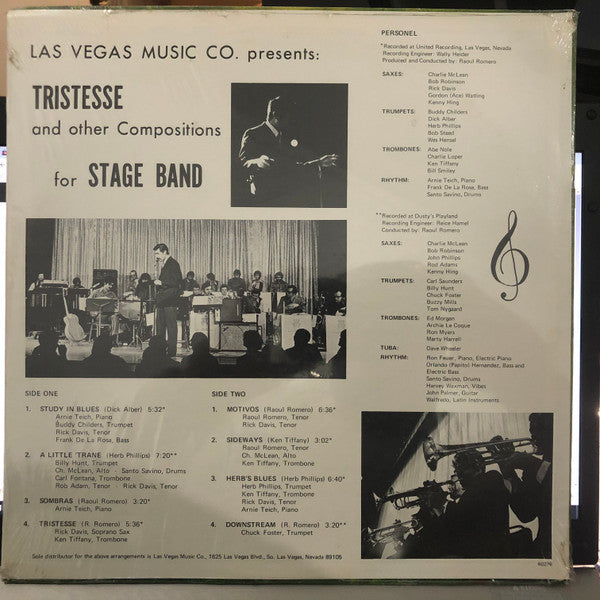 LAS VEGAS MUSIC CO. presents:
TRISTESSE
and other Compositions
for STAGE BAND
PERSONEL
*Recorded at United Recording, Las Vegas, Nevada
Recording Engineer: Wally Heider
Produced and Conducted by: Raoul Romero
SAXES: Charlie McLean
Bob Robinson
Rick Davis
Gordon (Ace) Watling
Kenny Hing
TRUMPETS: Buddy Childers
Dick Alber
Herb Phillips
Bob Steed
Wes Hensel
TROMBONES: Abe Nole
Charlie Loper
Ken Tiffany
Bill Smiley
RHYTHM: Arnie Teich, Piano
Frank De La Rosa, Bass
Santo Savino, Drums
**Recorded at Dusty's Playland
Recording Engineer: Reice Hamel
Conducted by: Raoul Romero
SAXES: Charlie McLean
Bob Robinson
John Phillips
Rod Adams
Kenny Hing
TRUMPETS: Carl Saunders
Billy Hunt
Chuck Foster
Buzzy Mills
Tom Nygaard
TROMBONES: Ed Morgan
Archie Le Coque
Ron Myers
Marty Harrell
TUBA: Dave Wheeler
RHYTHM: Ron Feuer, Piano, Electric Piano
Orlando (Papito) Hernandez, Bass and
Electric Bass
Santo Savino, Drums
Harvey Waxman, Vibes
John Palmer, Guitar
Walfredo, Latin Instruments
SIDE ONE
1. STUDY IN BLUES (Dick Alber) 5:32*
Arnie Teich, Piano
Buddy Childers, Trumpet
Rick Davis, Tenor
Frank De La Rosa, Bass
2. A LITTLE 'TRANE (Herb Phillips) 7:20**
Billy Hunt, Trumpet
Ch. McLean, Alto - Santo Savino, Drums
Carl Fontana, Trombone
Rob Adam, Tenor - Rick Davis, Tenor
3. SOMBRAS (Raoul Romero) 3:20*
4. TRISTESSE (R. Romero) 5:36*
Rick Davis, Soprano Sax
Ken Tiffany, Trombone
SIDE TWO
1. MOTIVOS (Raoul Romero) 6:36*
Raoul Romero, Tenor
Rick Davis, Tenor
2. SIDEWAYS (Ken Tiffany) 3:02*
Raoul Romero, Tenor
Ch. McLean, Alto
Ken Tiffany, Trombone
3. HERB'S BLUES (Herb Phillips) 6:40*
Herb Phillips, Trumpet
Ken Tiffany, Trombone
Rick Davis, Tenor
Arnie Teich, Piano
4. DOWNSTREAM (R. Romero) 3:20**
Chuck Foster, Trumpet
Sole distributor for the above arrangements is Las Vegas Music Co., 1625 Las Vegas Blvd., So. Las Vegas, Nevada 89105